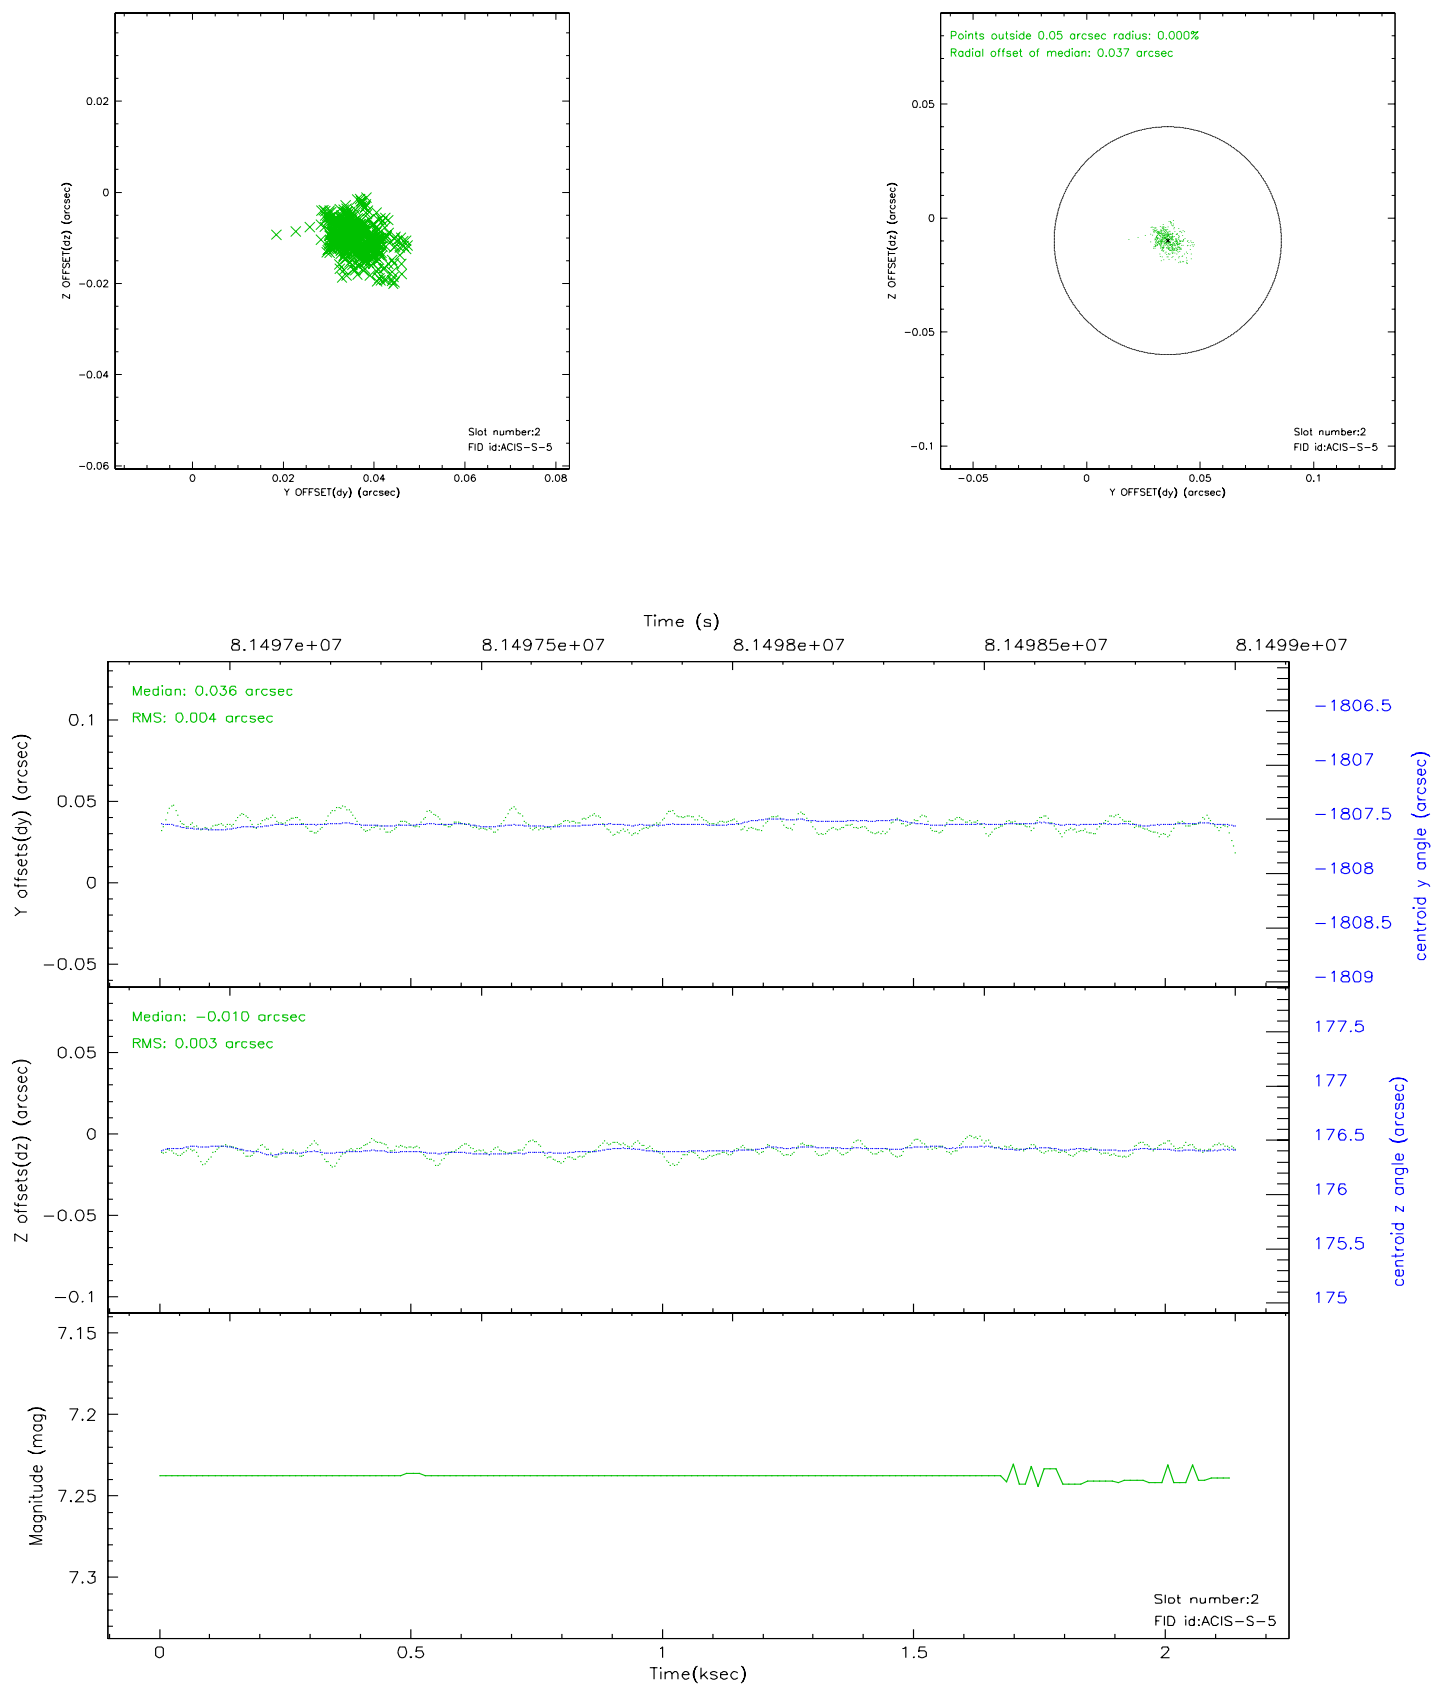 0.02
0
−0.02
−0.04
−0.06
Z OFFSET(dz) (arcsec)
Slot number:2
FID id:ACIS−S−5
0 0.02 0.04 0.06 0.08
Y OFFSET(dy) (arcsec)
Points outside 0.05 arcsec radius: 0.000%
Radial offset of median: 0.037 arcsec
0.05
0
−0.05
−0.1
Z OFFSET(dz) (arcsec)
Slot number:2
FID id:ACIS−S−5
−0.05 0 0.05 0.1
Y OFFSET(dy) (arcsec)
Time (s)
8.1497e+07 8.14975e+07 8.1498e+07 8.14985e+07 8.1499e+07
Median: 0.036 arcsec
RMS: 0.004 arcsec
0.1
0.05
0
−0.05
Y offsets(dy) (arcsec)
−1806.5
−1807
−1807.5
−1808
−1808.5
−1809
centroid y angle (arcsec)
Median: −0.010 arcsec
RMS: 0.003 arcsec
0.05
0
−0.05
−0.1
Z offsets(dz) (arcsec)
177.5
177
176.5
176
175.5
175
centroid z angle (arcsec)
7.15
7.2
7.25
7.3
Magnitude (mag)
Slot number:2
FID id:ACIS−S−5
0 0.5 1 1.5 2
Time(ksec)